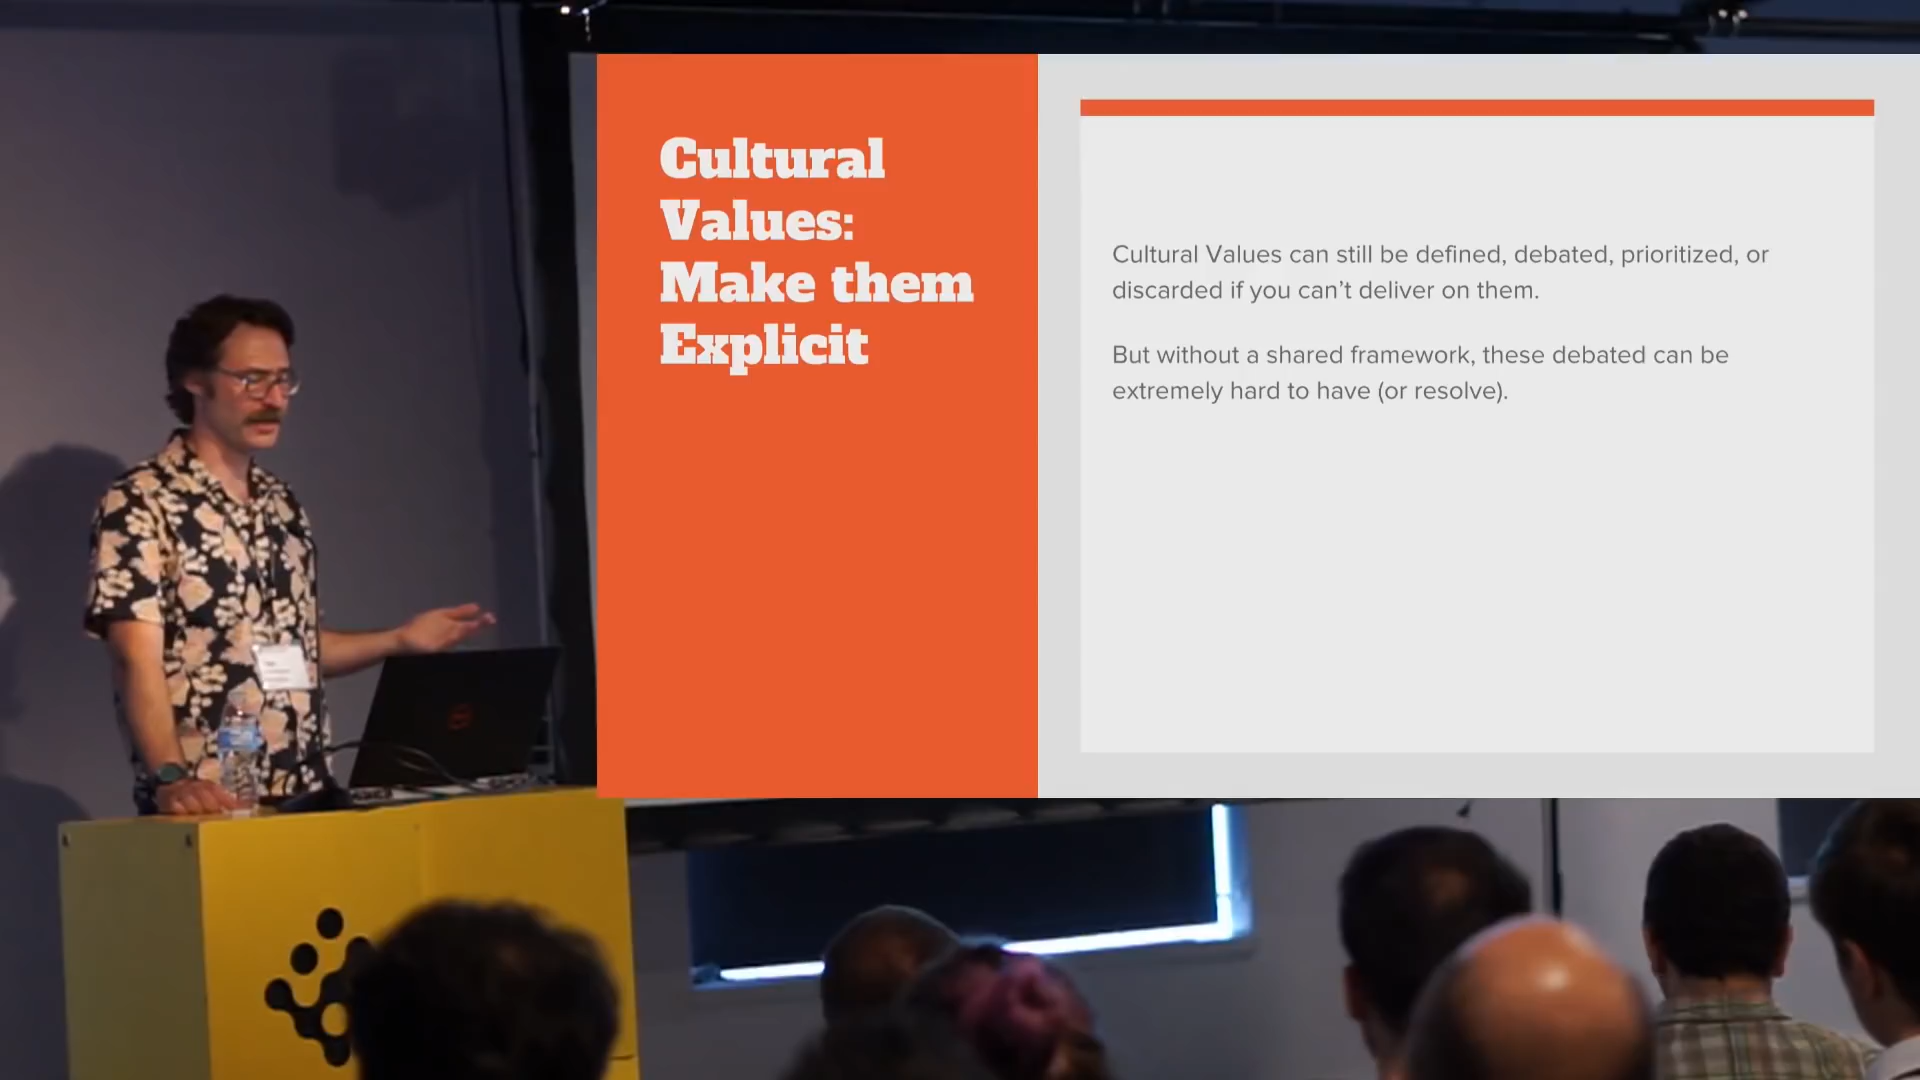 Cultural
Values:
Make them
Explicit
Cultural Values can still be defined, debated, prioritized, or
discarded if you can't deliver on them.
But without a shared framework, these debated can be
extremely hard to have (or resolve).